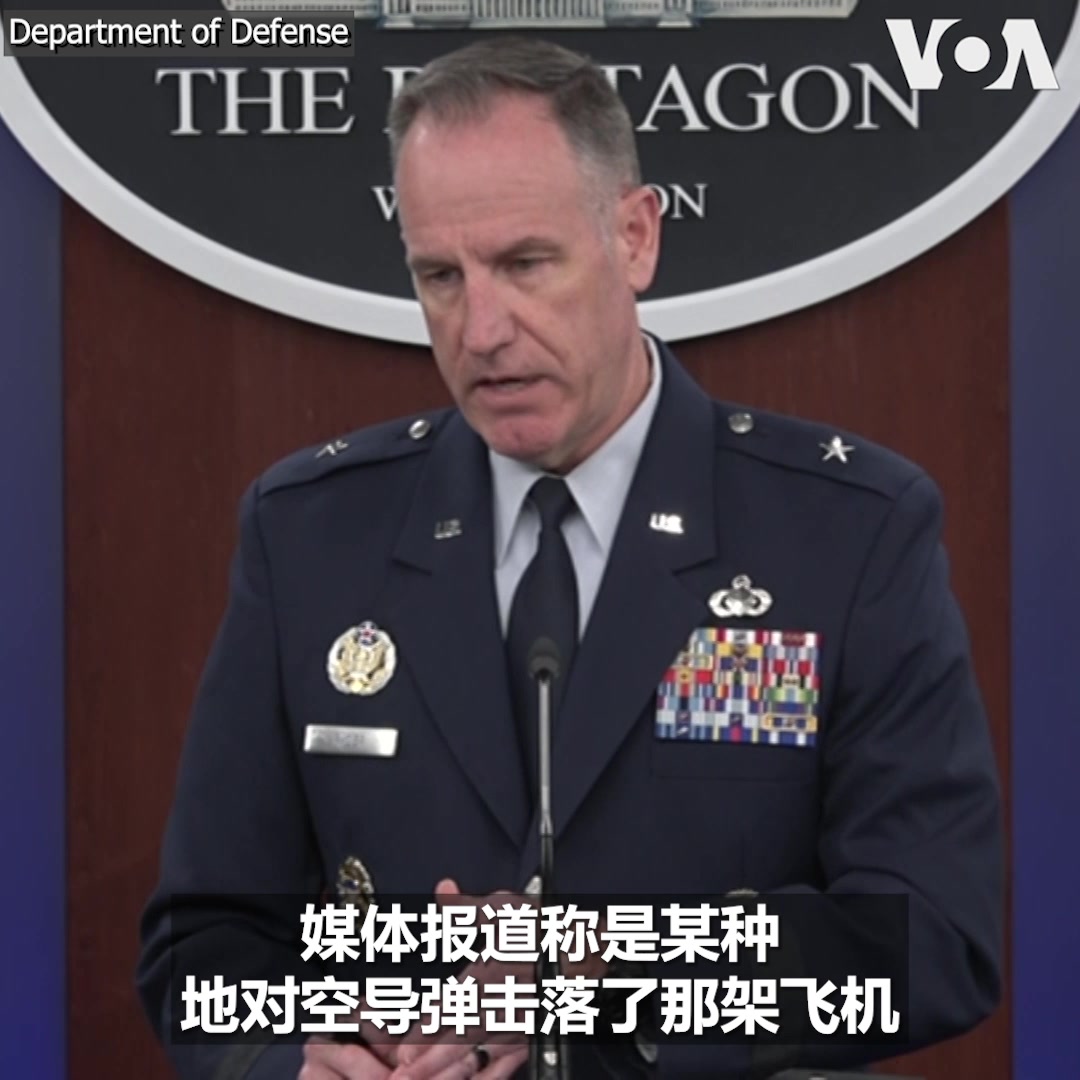 Department of Defense
VOA
THE P TAGON
W ON
U.S.
U.S.
媒体报道称是某种
地对空导弹击落了那架飞机